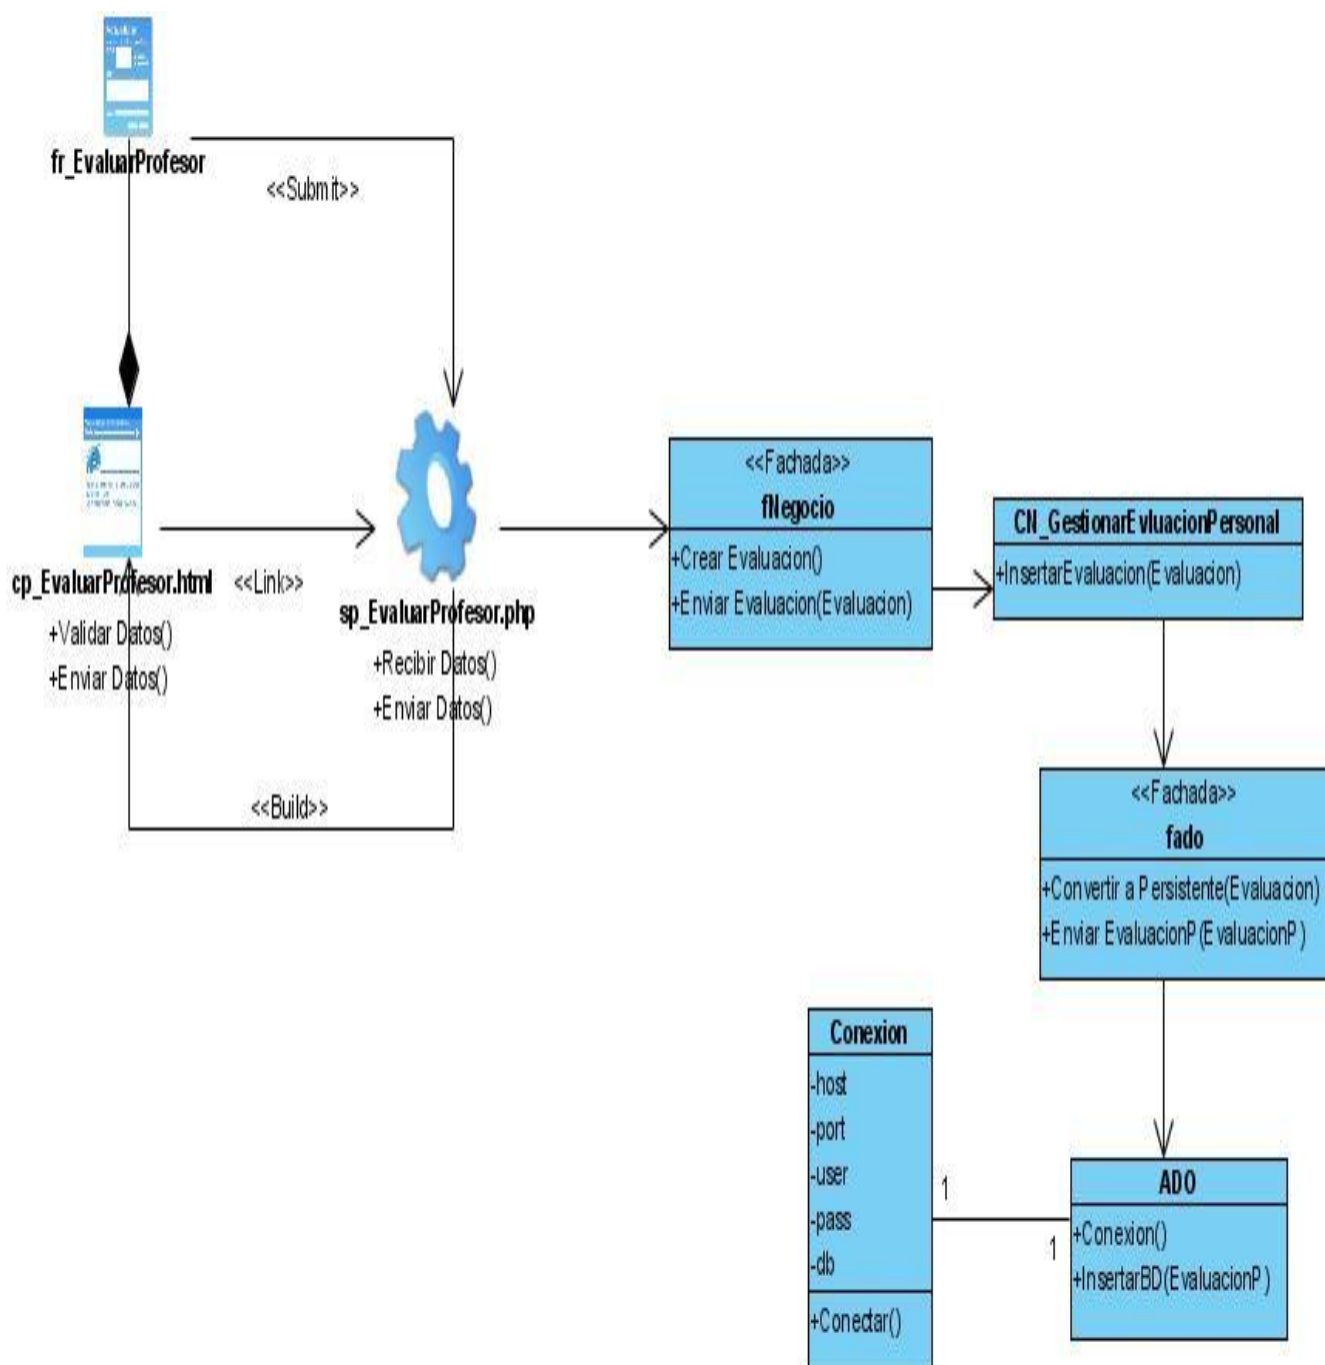 fr_EvaluarProfesor
<<Submit>>
cp_EvaluarProfesor.html
+Validar Datos()
+Enviar Datos()
<<Link>>
sp_EvaluarProfesor.php
+Recibir Datos()
+Enviar Datos()
<<Build>>
<<Fachada>>
fNegocio
+Crear Evaluacion()
+Enviar Evaluacion(Evaluacion)
CN_GestionarEvluacionPersonal
+InsertarEvaluacion(Evaluacion)
<<Fachada>>
fado
+Convertir a Persistente(Evaluacion)
+Enviar EvaluacionP(EvaluacionP)
Conexion
-host
-port
-user
-pass
-db
+Conectar()
1
1
ADO
+Conexion()
+InsertarBD(EvaluacionP)